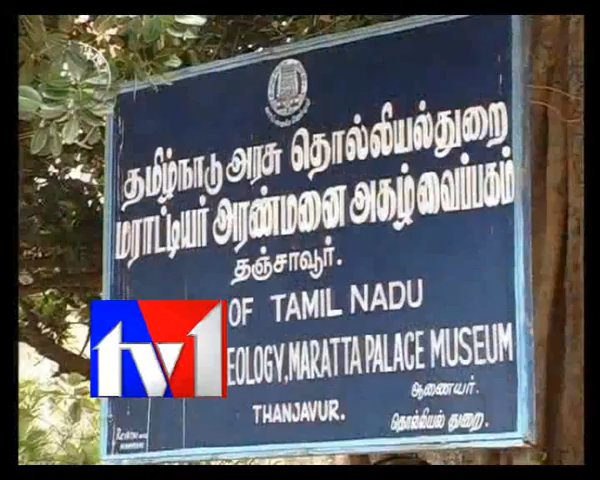 தமிழ்நாடு அரசு தொல்லியல்துறை
மராட்டியர் அரண்மனை அகழ்வைப்பகம்
தஞ்சாவூர்.
OF TAMIL NADU
EOLOGY, MARATTA PALACE MUSEUM
THANJAVUR.
ஆணையர்.
தொல்லியல் துறை.
tv1